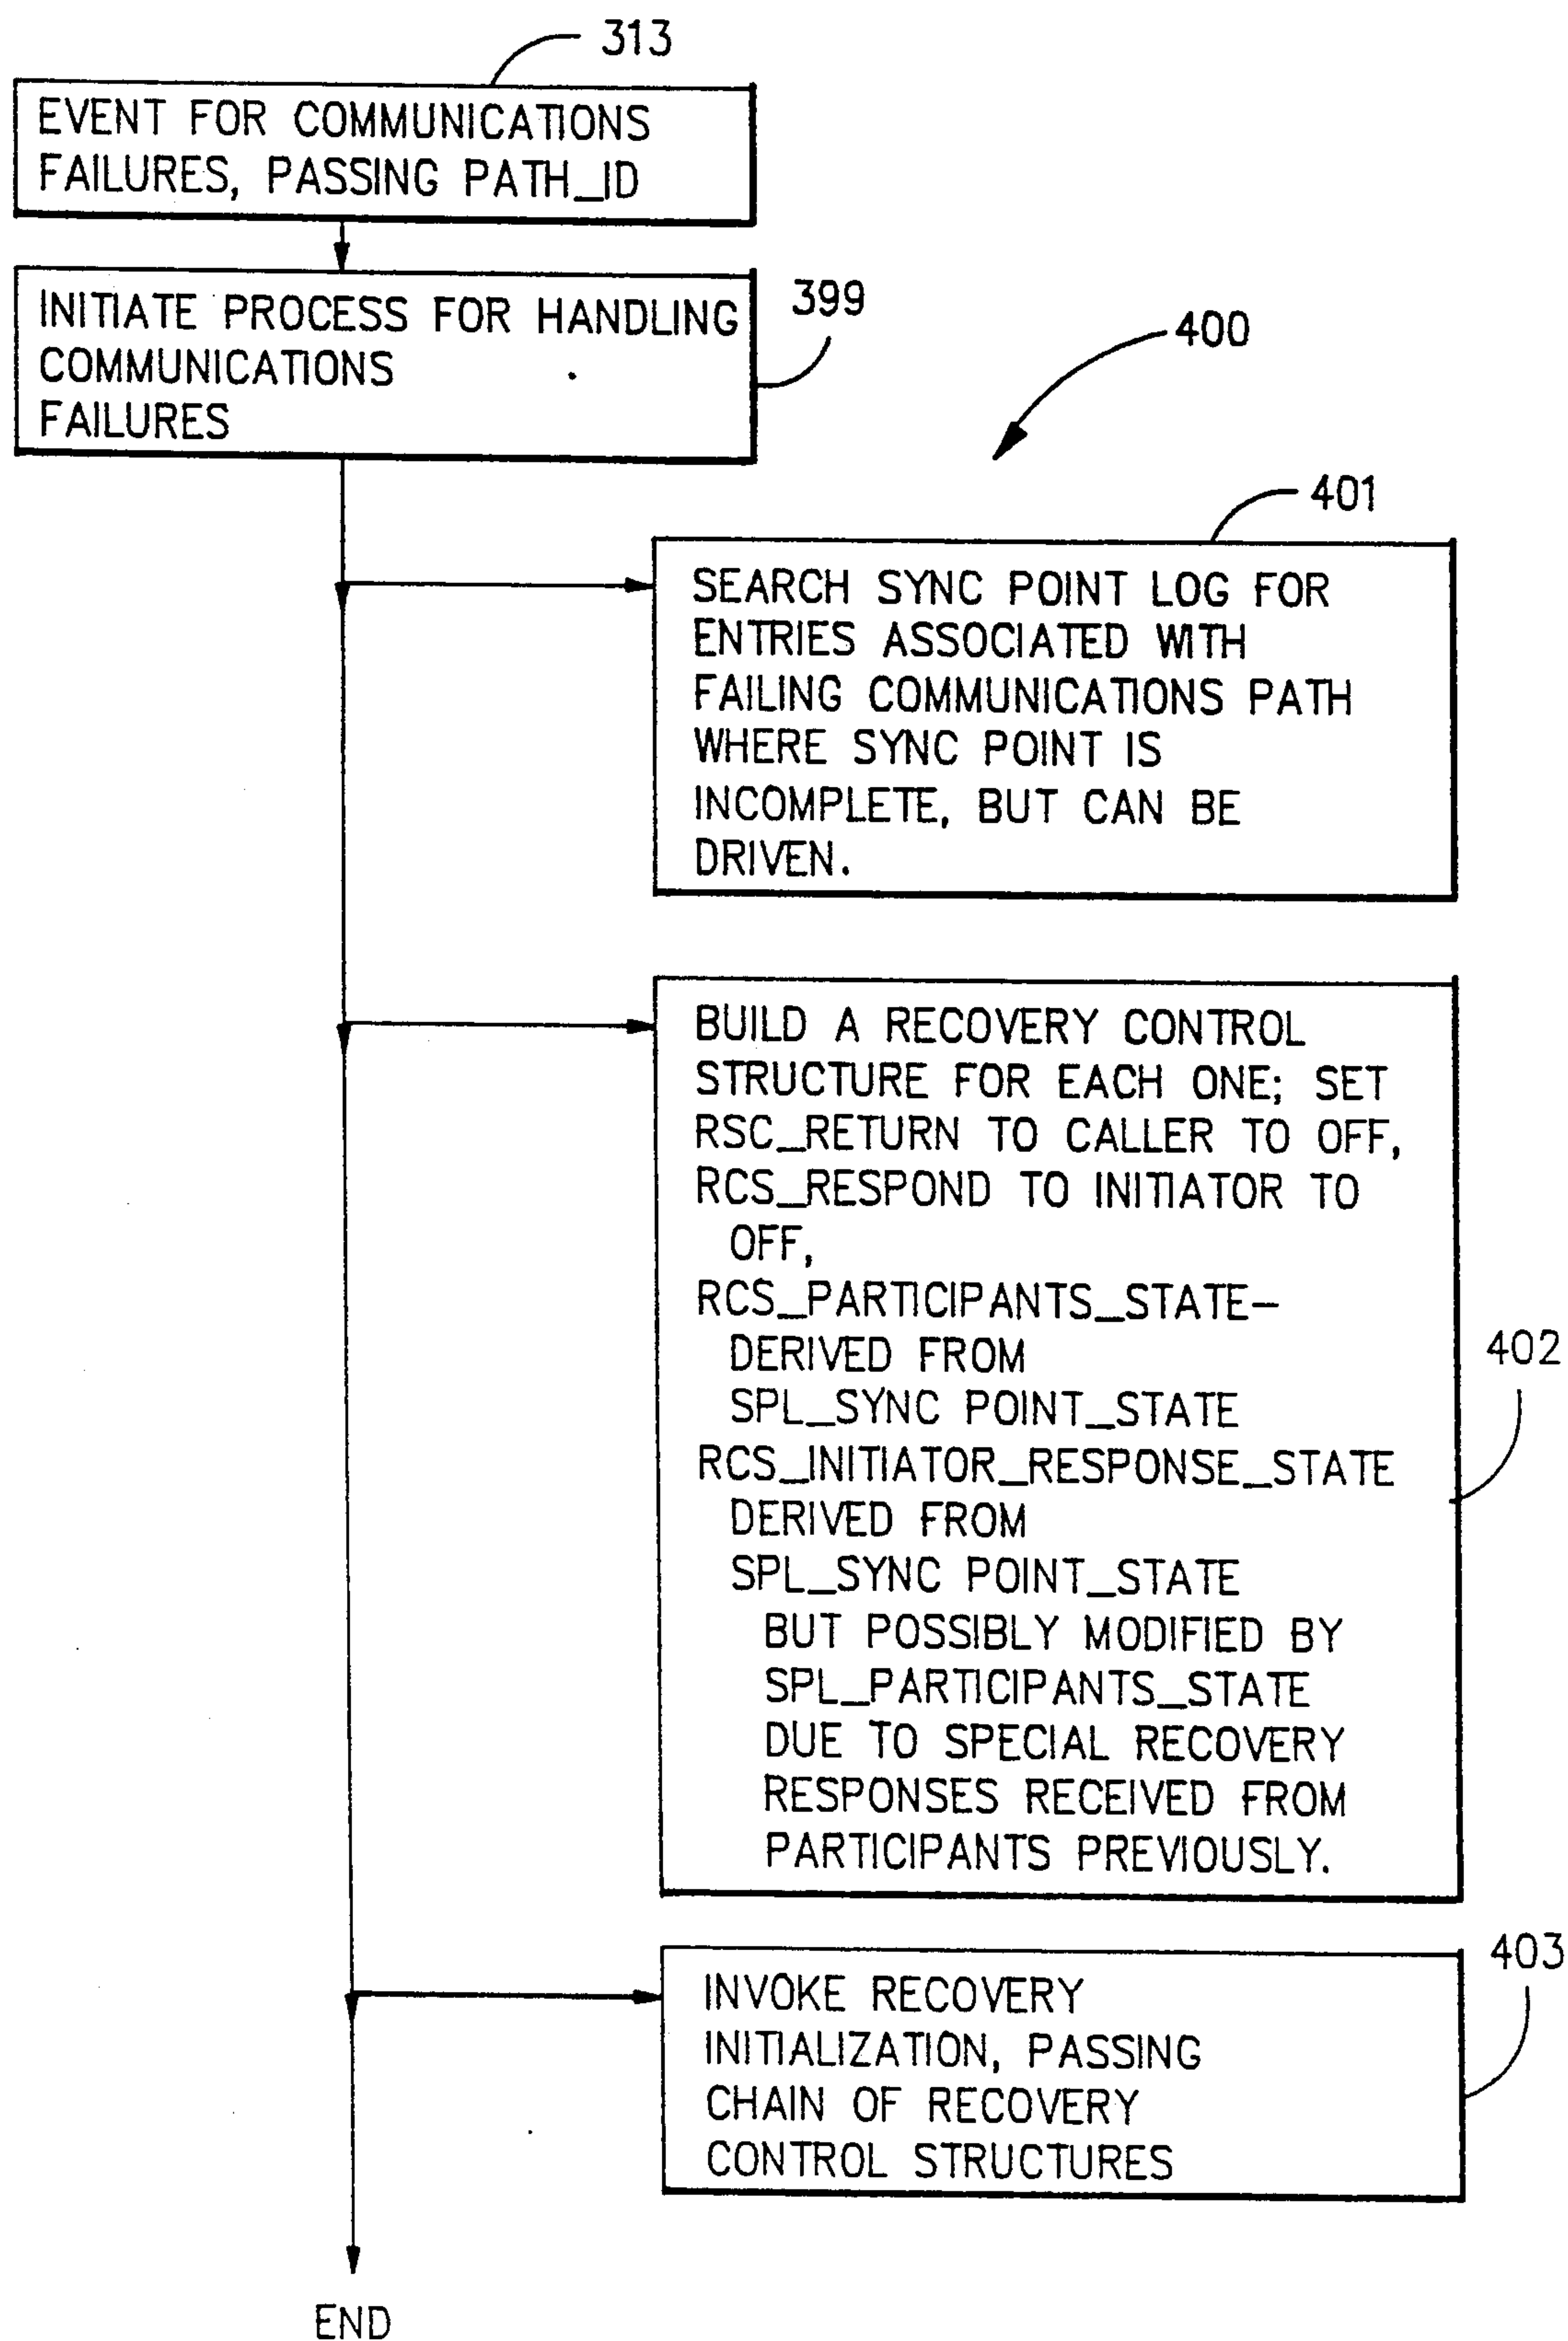 313
EVENT FOR COMMUNICATIONS
FAILURES, PASSING PATH_ID
INITIATE PROCESS FOR HANDLING
COMMUNICATIONS
FAILURES
399
400
401
SEARCH SYNC POINT LOG FOR
ENTRIES ASSOCIATED WITH
FAILING COMMUNICATIONS PATH
WHERE SYNC POINT IS
INCOMPLETE, BUT CAN BE
DRIVEN.
BUILD A RECOVERY CONTROL
STRUCTURE FOR EACH ONE; SET
RSC_RETURN TO CALLER TO OFF,
RCS_RESPOND TO INITIATOR TO
OFF,
RCS_PARTICIPANTS_STATE-
DERIVED FROM
SPL_SYNC POINT_STATE
RCS_INITIATOR_RESPONSE_STATE
DERIVED FROM
SPL_SYNC POINT_STATE
BUT POSSIBLY MODIFIED BY
SPL_PARTICIPANTS_STATE
DUE TO SPECIAL RECOVERY
RESPONSES RECEIVED FROM
PARTICIPANTS PREVIOUSLY.
402
INVOKE RECOVERY
INITIALIZATION, PASSING
CHAIN OF RECOVERY
CONTROL STRUCTURES
403
END